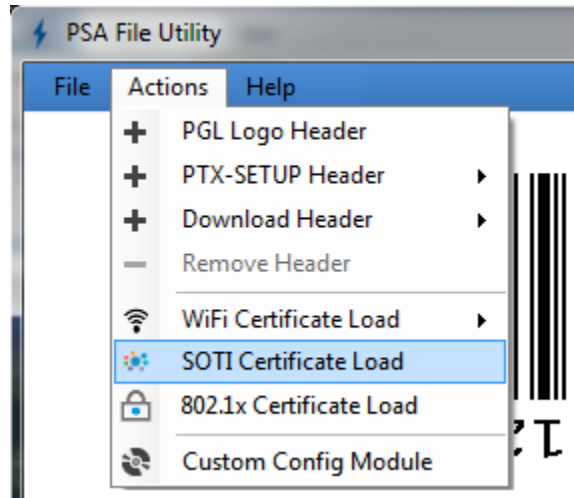 PSA File Utility
File Actions Help
PGL Logo Header
PTX-SETUP Header
Download Header
Remove Header
WiFi Certificate Load
SOTI Certificate Load
802.1x Certificate Load
Custom Config Module